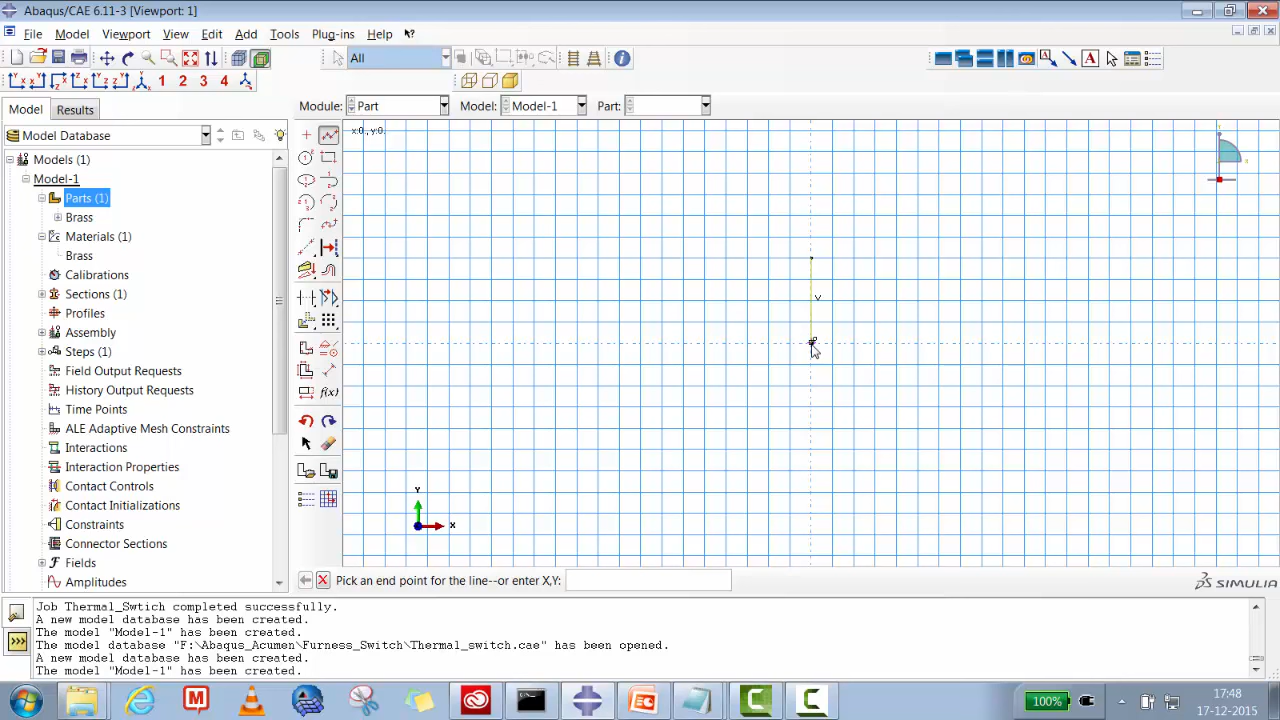 Abaqus/CAE 6.11-3 [Viewport: 1]
File Model Viewport View Edit Add Tools Plug-ins Help
All
1 2 3 4
Model Results
Module: Part Model: Model-1 Part:
Model Database
x:0., y:0.
Models (1)
Model-1
Parts (1)
Brass
Materials (1)
Brass
Calibrations
Sections (1)
Profiles
Assembly
Steps (1)
Field Output Requests
History Output Requests
Time Points
ALE Adaptive Mesh Constraints
Interactions
Interaction Properties
Contact Controls
Contact Initializations
Constraints
Connector Sections
Fields
Amplitudes
f(x)
V
Y
X
Pick an end point for the line--or enter X,Y:
SIMULIA
Job Thermal_Swtich completed successfully.
A new model database has been created.
The model "Model-1" has been created.
The model database "F:\Abaqus_Acumen\Furness_Switch\Thermal_switch.cae" has been opened.
A new model database has been created.
The model "Model-1" has been created.
100%
17:48
17-12-2015